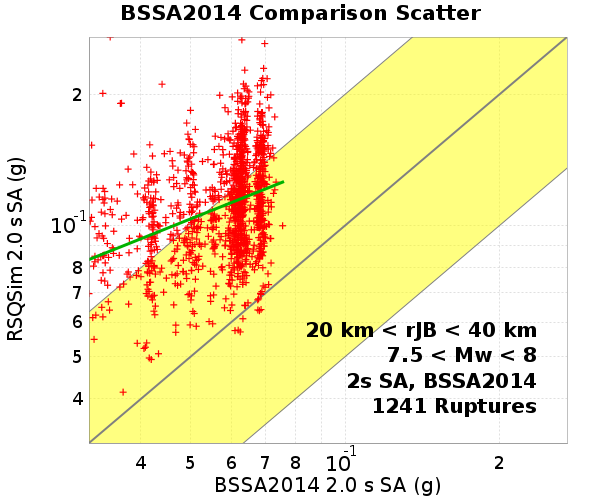 BSSA2014 Comparison Scatter
RSQSim 2.0 s SA (g)
2
10⁻¹
8
7
6
5
4
20 km < rJB < 40 km
7.5 < Mw < 8
2s SA, BSSA2014
1241 Ruptures
4 5 6 7 8 10⁻¹ 2
BSSA2014 2.0 s SA (g)